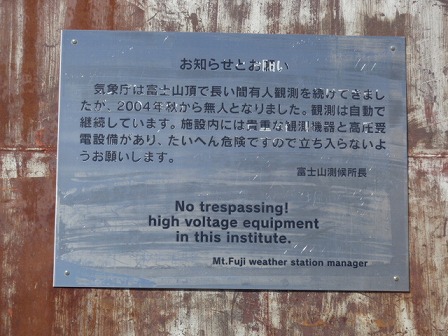 お知らせとお願い
気象庁は富士山頂で長い間有人観測を続けてきまし
たが、2004年秋から無人となりました。観測は自動で
継続しています。施設内には貴重な観測機器と高圧受
電設備があり、たいへん危険ですので立ち入らないよ
うお願いします。
富士山測候所長
No trespassing!
high voltage equipment
in this institute.
Mt.Fuji weather station manager